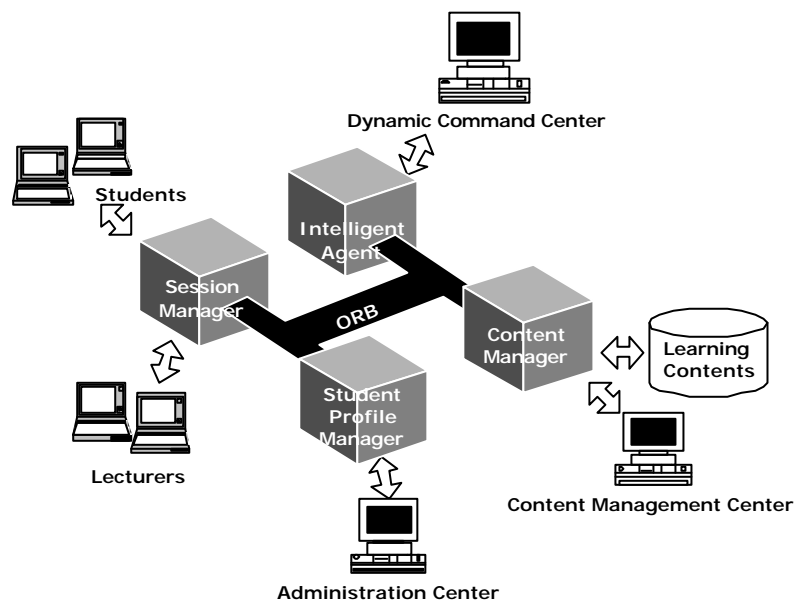 Dynamic Command Center
Students
Intelligent
Agent
Session
Manager
ORB
Content
Manager
Learning
Contents
Student
Profile
Manager
Lecturers
Content Management Center
Administration Center